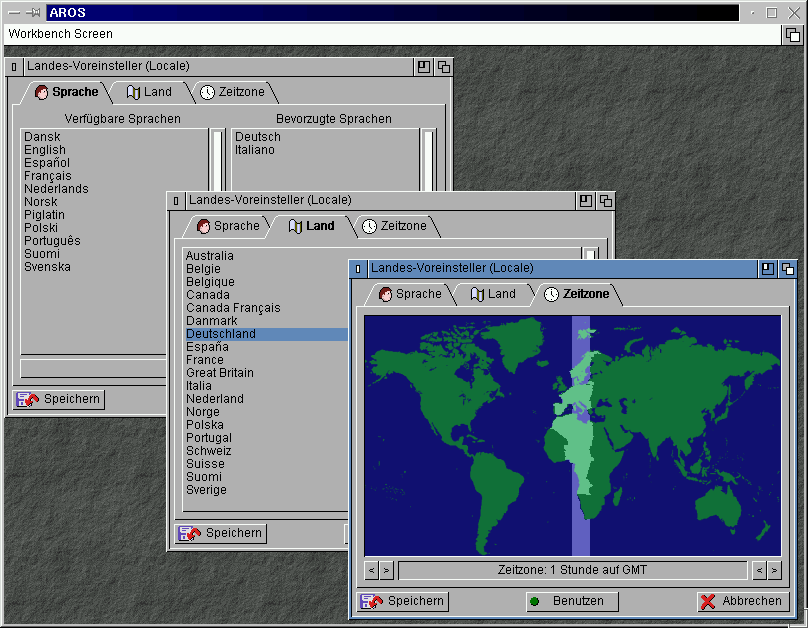 AROS
Workbench Screen
Landes-Voreinsteller (Locale)
Sprache Land Zeitzone
Verfügbare Sprachen Bevorzugte Sprachen
Dansk
English
Español
Français
Nederlands
Norsk
Piglatin
Polski
Português
Suomi
Svenska
Deutsch
Italiano
Speichern
Landes-Voreinsteller (Locale)
Sprache Land Zeitzone
Australia
Belgie
Belgique
Canada
Canada Français
Danmark
Deutschland
España
France
Great Britain
Italia
Nederland
Norge
Polska
Portugal
Schweiz
Suisse
Suomi
Sverige
Speichern
Landes-Voreinsteller (Locale)
Sprache Land Zeitzone
< > Zeitzone: 1 Stunde auf GMT < >
Speichern Benutzen Abbrechen